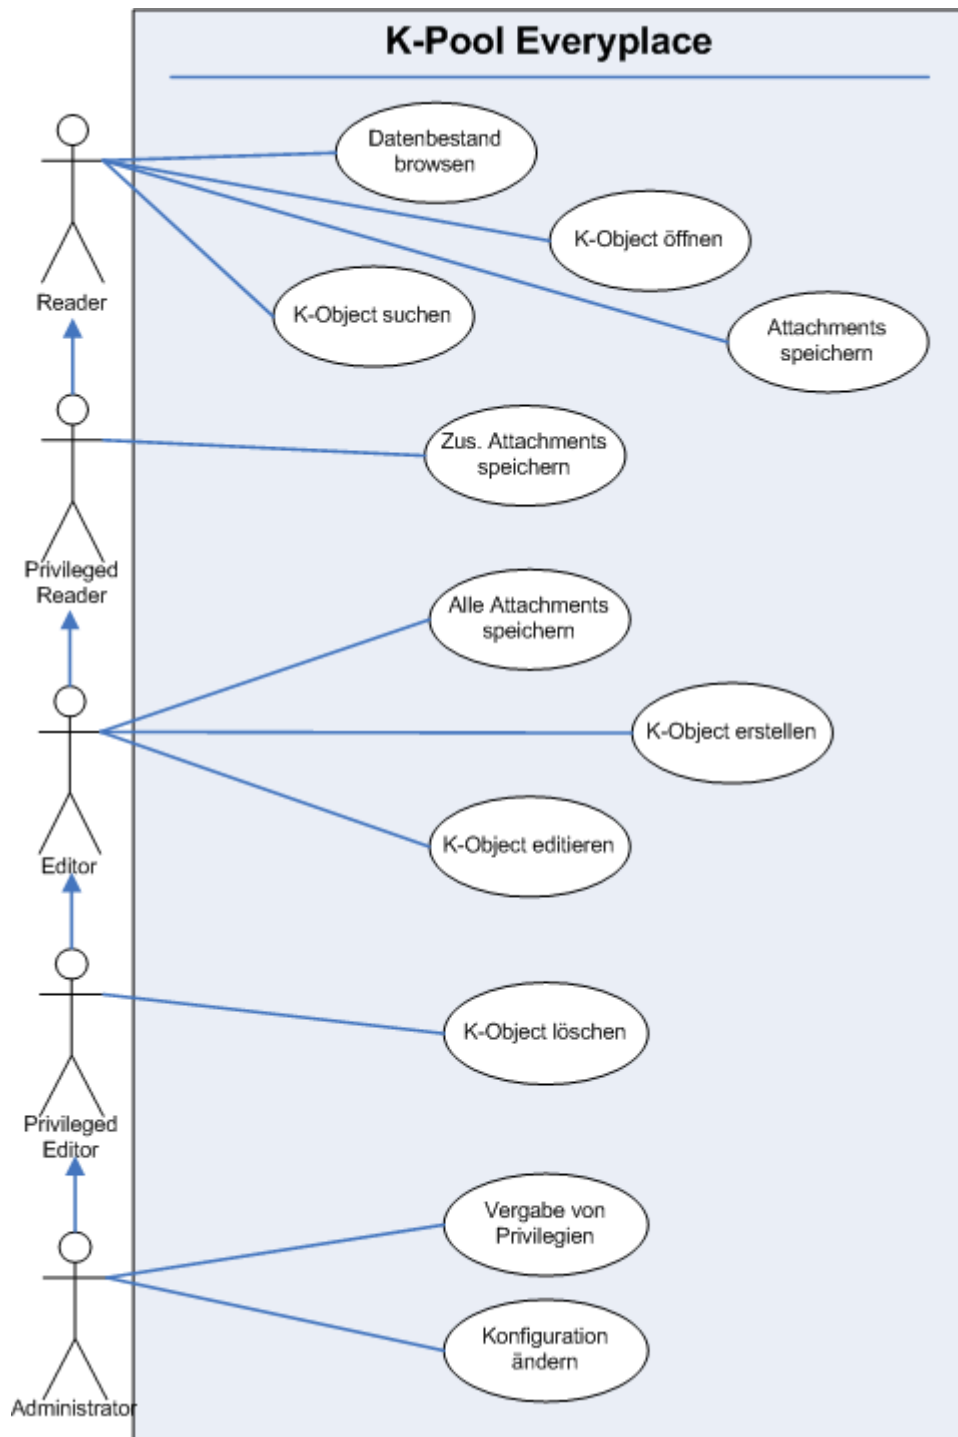 K-Pool Everyplace
Datenbestand
browsen
K-Object öffnen
Reader
K-Object suchen
Attachments
speichern
Zus. Attachments
speichern
Privileged
Reader
Alle Attachments
speichern
K-Object erstellen
Editor
K-Object editieren
K-Object löschen
Privileged
Editor
Vergabe von
Privilegien
Konfiguration
ändern
Administrator